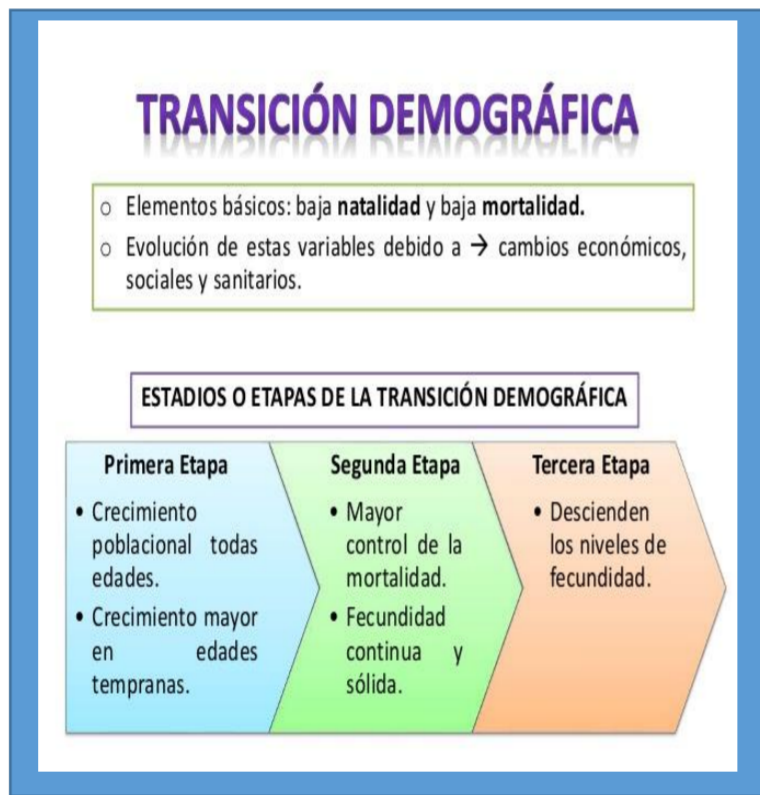 TRANSICIÓN DEMOGRÁFICA
o Elementos básicos: baja natalidad y baja mortalidad.
o Evolución de estas variables debido a → cambios económicos,
sociales y sanitarios.
ESTADIOS O ETAPAS DE LA TRANSICIÓN DEMOGRÁFICA
Primera Etapa
• Crecimiento
poblacional todas
edades.
• Crecimiento mayor
en edades
tempranas.
Segunda Etapa
• Mayor
control de la
mortalidad.
• Fecundidad
continua y
sólida.
Tercera Etapa
• Descienden
los niveles de
fecundidad.